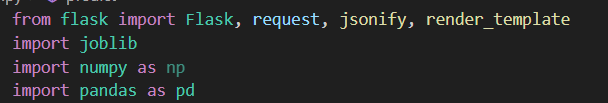 from flask import Flask, request, jsonify, render_template
import joblib
import numpy as np
import pandas as pd